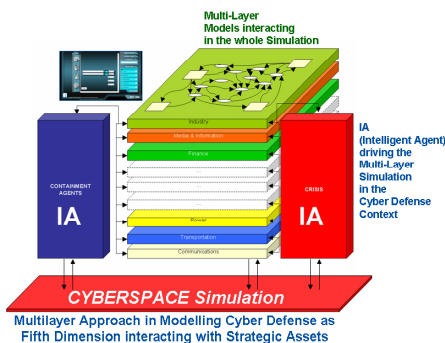 Multi-Layer
Models interacting
in the whole Simulation
Industry
Media & Information
Finance
...
...
...
Power
Transportation
Communications
CONTAINMENT
AGENTS
IA
CRISIS
IA
IA
(Intelligent Agent)
driving the
Multi-Layer
Simulation
in the
Cyber Defense
Context
CYBERSPACE Simulation
Multilayer Approach in Modelling Cyber Defense as
Fifth Dimension interacting with Strategic Assets